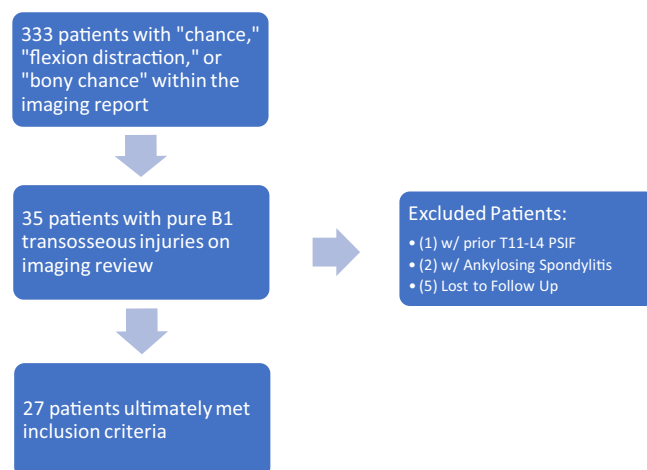 333 patients with "chance,"
"flexion distraction," or
"bony chance" within the
imaging report
35 patients with pure B1
transosseous injuries on
imaging review
Excluded Patients:
• (1) w/ prior T11-L4 PSIF
• (2) w/ Ankylosing Spondylitis
• (5) Lost to Follow Up
27 patients ultimately met
inclusion criteria